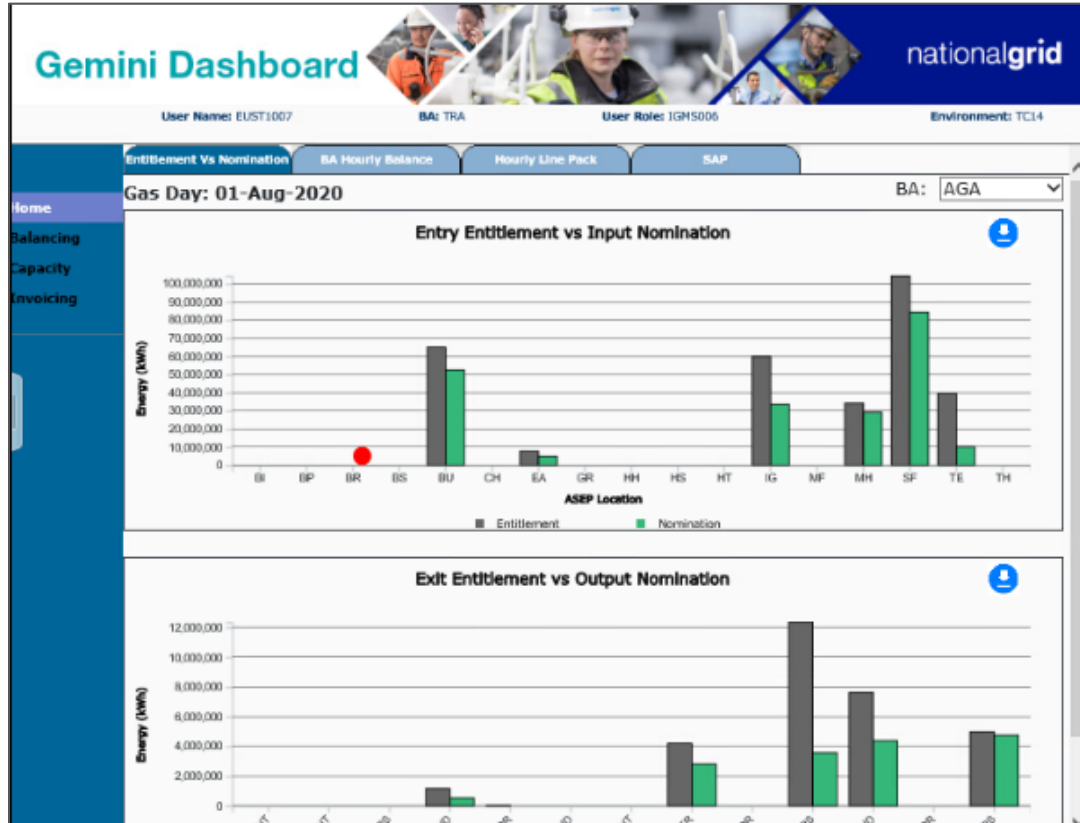 Gemini Dashboard
nationalgrid
User Name: EUST1007 BA: TRA User Role: IGMS006 Environment: TC14
Entitlement Vs Nomination BA Hourly Balance Hourly Line Pack SAP
Gas Day: 01-Aug-2020 BA: AGA
Home
Balancing
Capacity
Invoicing
Entry Entitlement vs Input Nomination
100,000,000
90,000,000
80,000,000
70,000,000
60,000,000
50,000,000
40,000,000
30,000,000
20,000,000
10,000,000
0
Energy (kWh)
BI BP BR BS BU CH EA GR HH HS HT IG MF MH SF TE TH
ASEP Location
Entitlement Nomination
Exit Entitlement vs Output Nomination
12,000,000
10,000,000
8,000,000
6,000,000
4,000,000
2,000,000
0
Energy (kWh)